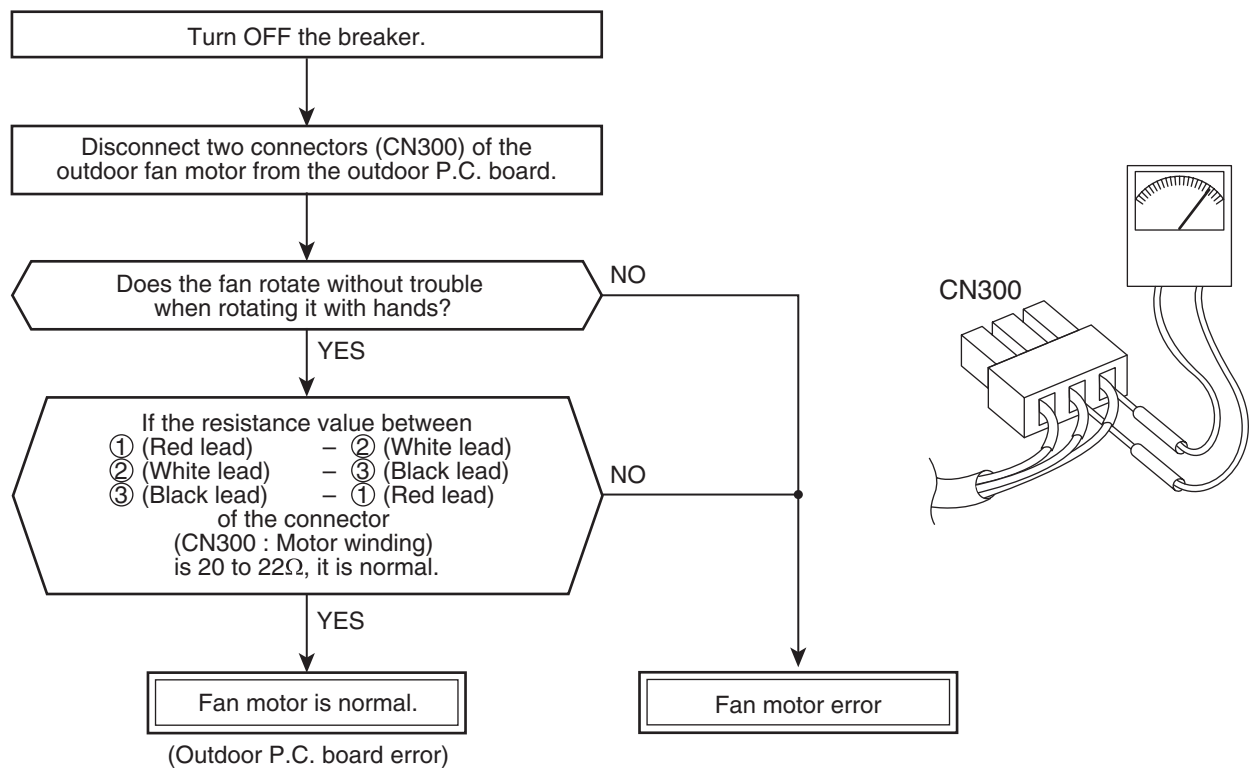 Turn OFF the breaker.
Disconnect two connectors (CN300) of the
outdoor fan motor from the outdoor P.C. board.
Does the fan rotate without trouble
when rotating it with hands?
NO
YES
If the resistance value between
① (Red lead) – ② (White lead)
② (White lead) – ③ (Black lead)
③ (Black lead) – ① (Red lead)
of the connector
(CN300 : Motor winding)
is 20 to 22Ω, it is normal.
NO
YES
Fan motor is normal.
(Outdoor P.C. board error)
Fan motor error
CN300